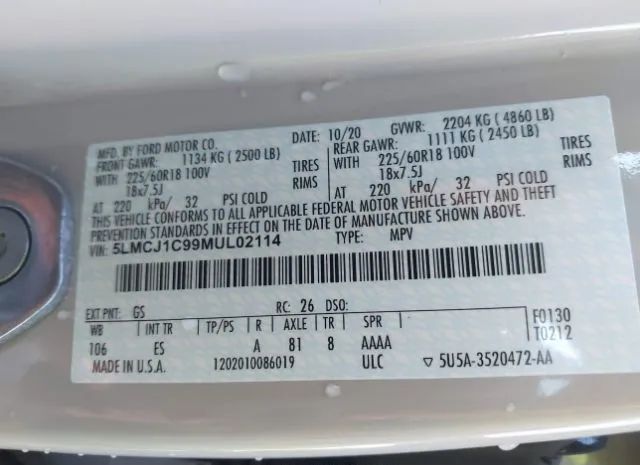 MFD. BY FORD MOTOR CO.
DATE: 10/20 GVWR: 2204 KG ( 4860 LB)
FRONT GAWR: 1134 KG ( 2500 LB) REAR GAWR: 1111 KG ( 2450 LB)
WITH 225/60R18 100V TIRES WITH 225/60R18 100V TIRES
18x7.5J RIMS 18x7.5J RIMS
AT 220 kPa/ 32 PSI COLD AT 220 kPa/ 32 PSI COLD
THIS VEHICLE CONFORMS TO ALL APPLICABLE FEDERAL MOTOR VEHICLE SAFETY AND THEFT
PREVENTION STANDARDS IN EFFECT ON THE DATE OF MANUFACTURE SHOWN ABOVE.
VIN: 5LMCJ1C99MUL02114 TYPE: MPV
EXT PNT: GS RC: 26 DSO: F0130
WB INT TR TP/PS R AXLE TR SPR T0212
106 ES A 81 8 AAAA
MADE IN U.S.A. 1202010086019 ULC ▽ 5U5A-3520472-AA